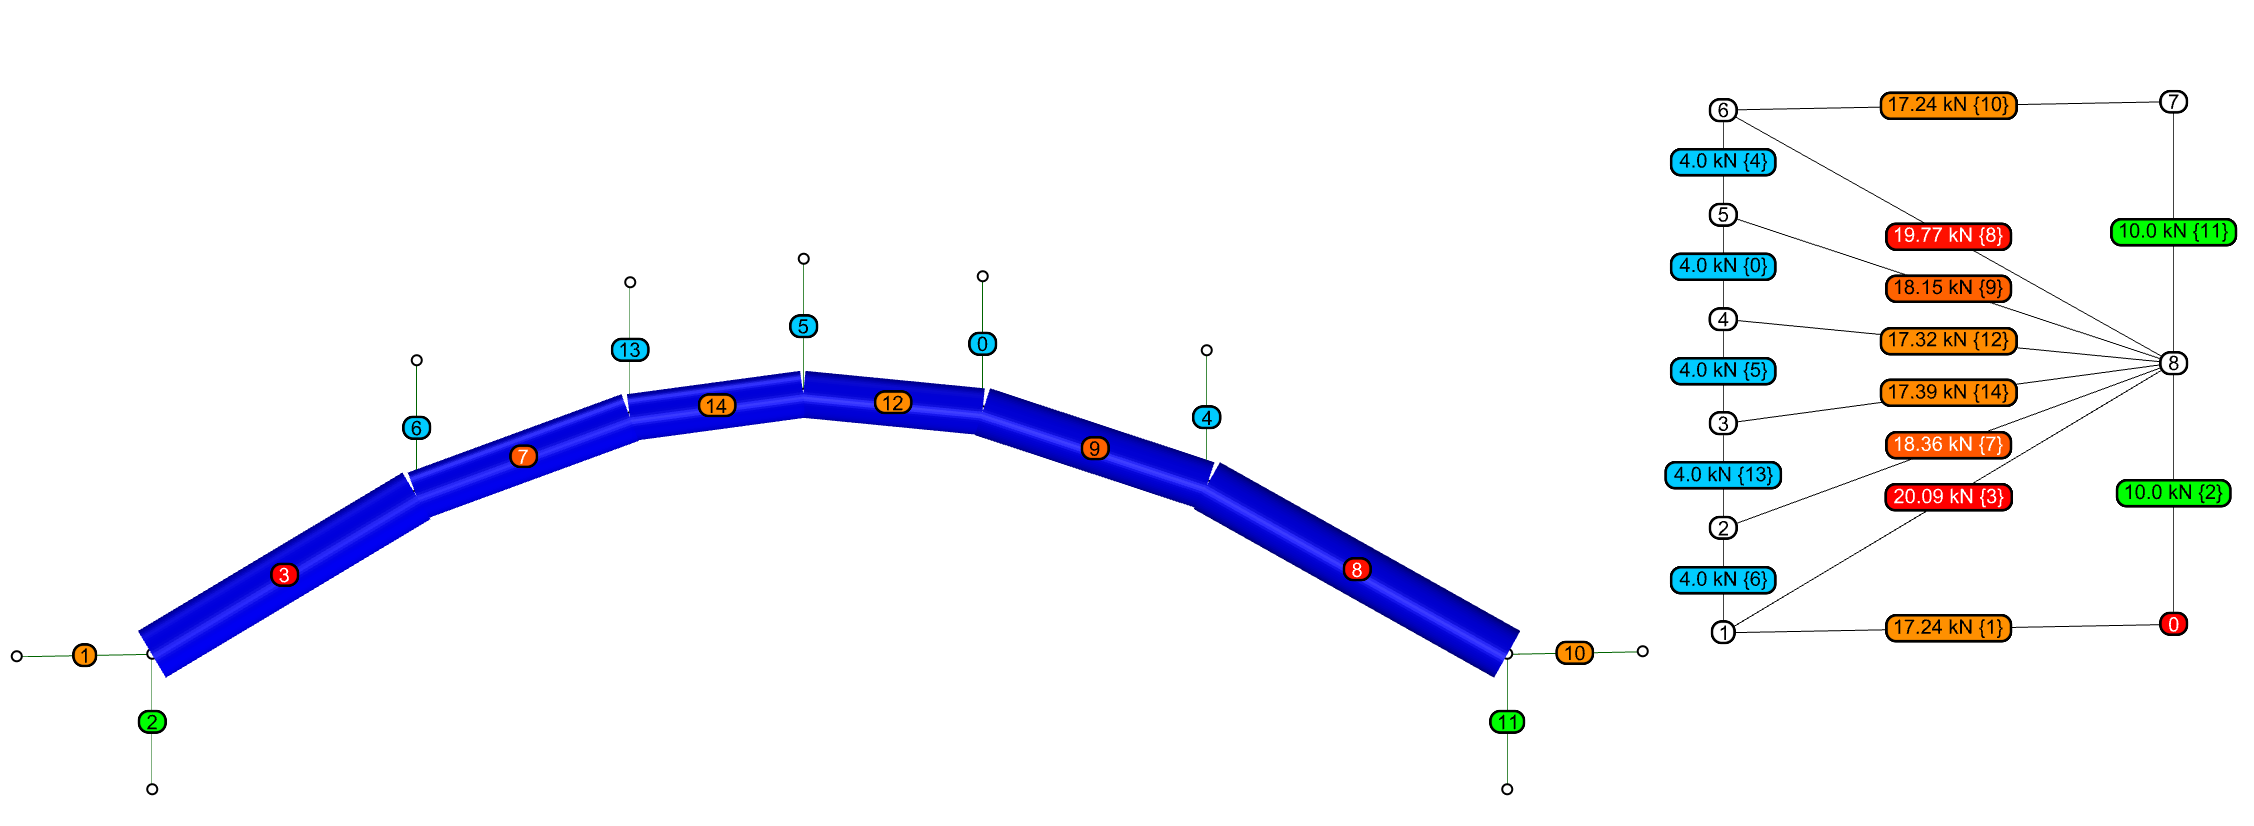 5
13
0
6
4
14
12
7
9
3
8
1
10
2
11
6
17.24 kN {10}
7
4.0 kN {4}
5
19.77 kN {8}
10.0 kN {11}
4.0 kN {0}
18.15 kN {9}
4
17.32 kN {12}
8
4.0 kN {5}
17.39 kN {14}
3
18.36 kN {7}
4.0 kN {13}
20.09 kN {3}
10.0 kN {2}
2
4.0 kN {6}
1
17.24 kN {1}
0